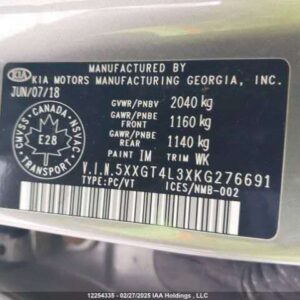 MANUFACTURED BY
KIA KIA MOTORS MANUFACTURING GEORGIA, INC.
JUN/07/18
GVWR/PNBV 2040 kg
GAWR/PNBE FRONT 1160 kg
GAWR/PNBE REAR 1140 kg
CANADA
CMVSS NSVAC
E28
TRANSPORT
PAINT IM TRIM WK
V.I.N.5XXGT4L3XKG276691
TYPE:PC/VT ICES/NMB-002
12254335 - 02/27/2025 IAA Holdings , LLC